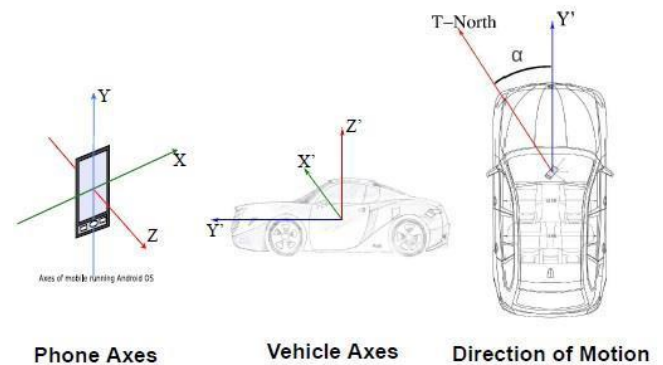 T–North
Y'
α
Y
X
Z
Z'
X'
Y'
Axes of mobile running Android OS
Phone Axes
Vehicle Axes
Direction of Motion